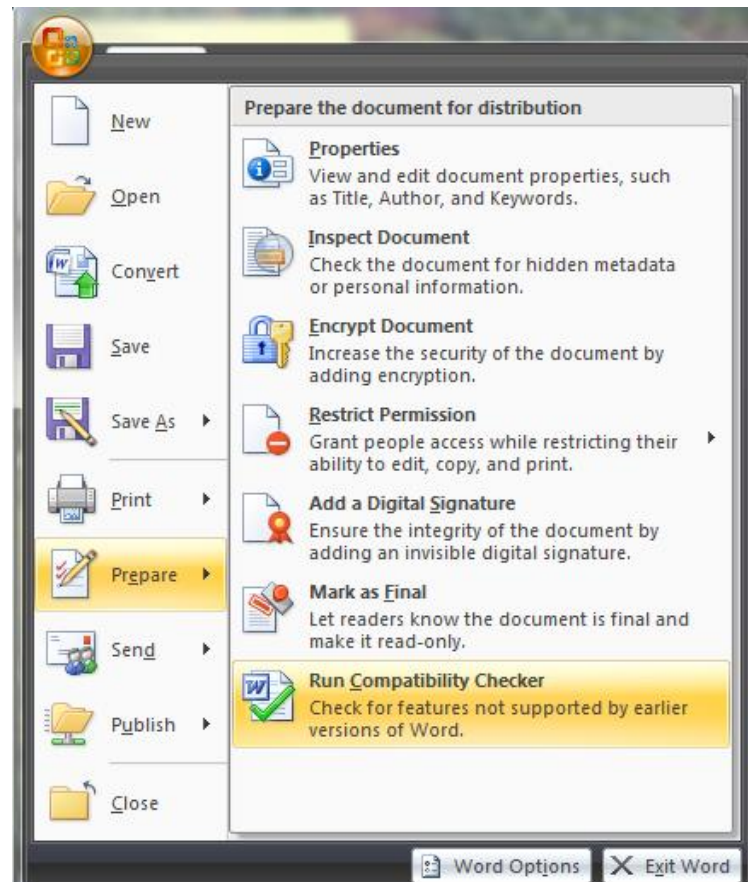 New
Open
Convert
Save
Save As
Print
Prepare
Send
Publish
Close
Prepare the document for distribution
Properties
View and edit document properties, such
as Title, Author, and Keywords.
Inspect Document
Check the document for hidden metadata
or personal information.
Encrypt Document
Increase the security of the document by
adding encryption.
Restrict Permission
Grant people access while restricting their
ability to edit, copy, and print.
Add a Digital Signature
Ensure the integrity of the document by
adding an invisible digital signature.
Mark as Final
Let readers know the document is final and
make it read-only.
Run Compatibility Checker
Check for features not supported by earlier
versions of Word.
Word Options
Exit Word